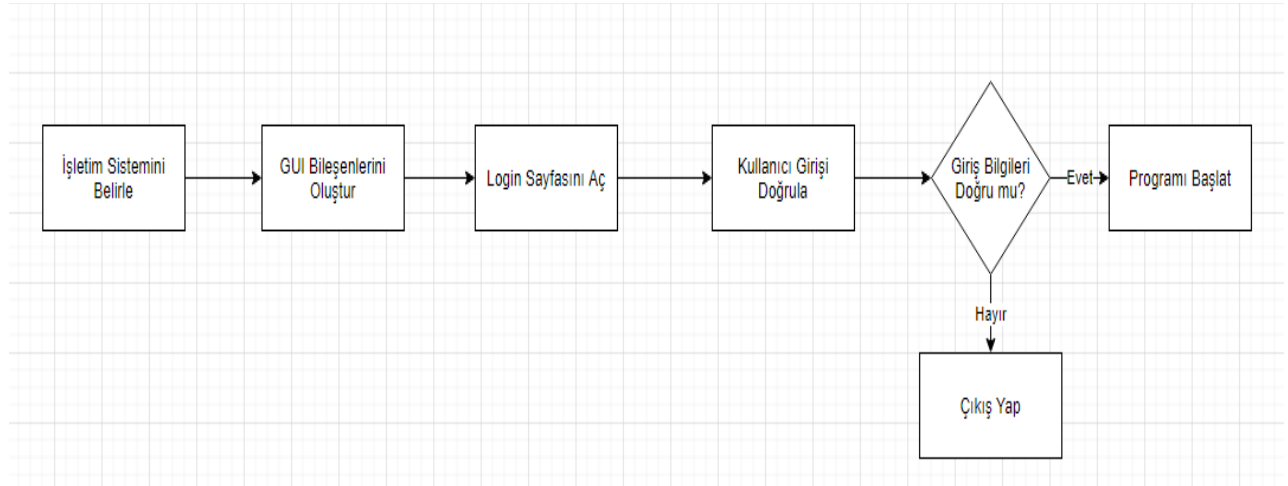 İşletim Sistemini
Belirle
GUI Bileşenlerini
Oluştur
Login Sayfasını Aç
Kullanıcı Girişi
Doğrula
Giriş Bilgileri
Doğru mu?
Evet
Programı Başlat
Hayır
Çıkış Yap